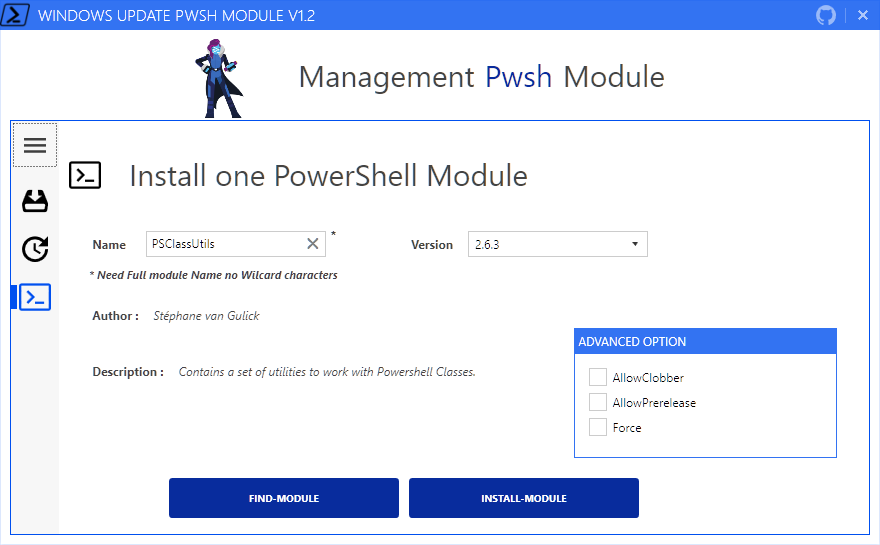 WINDOWS UPDATE PWSH MODULE V1.2
Management Pwsh Module
Install one PowerShell Module
Name PSClassUtils * Version 2.6.3
* Need Full module Name no Wilcard characters
Author : Stéphane van Gulick
ADVANCED OPTION
Description : Contains a set of utilities to work with Powershell Classes.
AllowClobber
AllowPrerelease
Force
FIND-MODULE INSTALL-MODULE